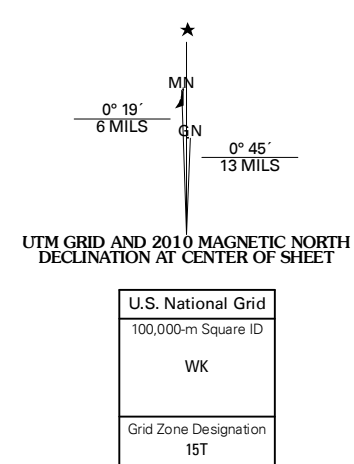 ★
MN
0° 19´
6 MILS
GN
0° 45´
13 MILS
UTM GRID AND 2010 MAGNETIC NORTH
DECLINATION AT CENTER OF SHEET
U.S. National Grid
100,000-m Square ID
WK
Grid Zone Designation
15T